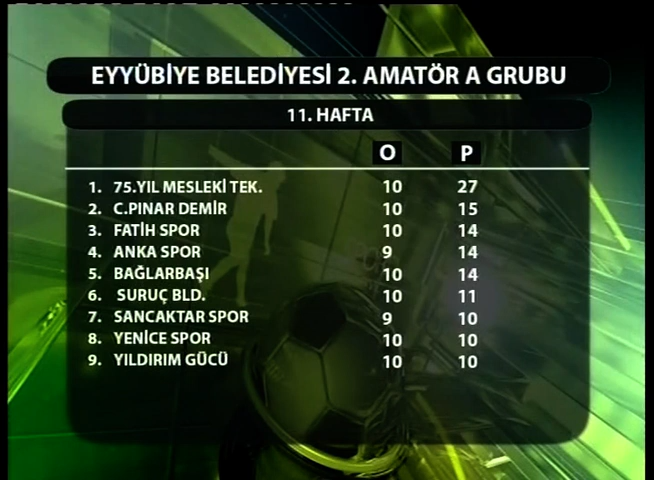 EYYÜBİYE BELEDİYESİ 2. AMATÖR A GRUBU
11. HAFTA
O P
1. 75.YIL MESLEKİ TEK. 10 27
2. C.PINAR DEMİR 10 15
3. FATİH SPOR 10 14
4. ANKA SPOR 9 14
5. BAĞLARBAŞI 10 14
6. SURUÇ BLD. 10 11
7. SANCAKTAR SPOR 9 10
8. YENİCE SPOR 10 10
9. YILDIRIM GÜCÜ 10 10